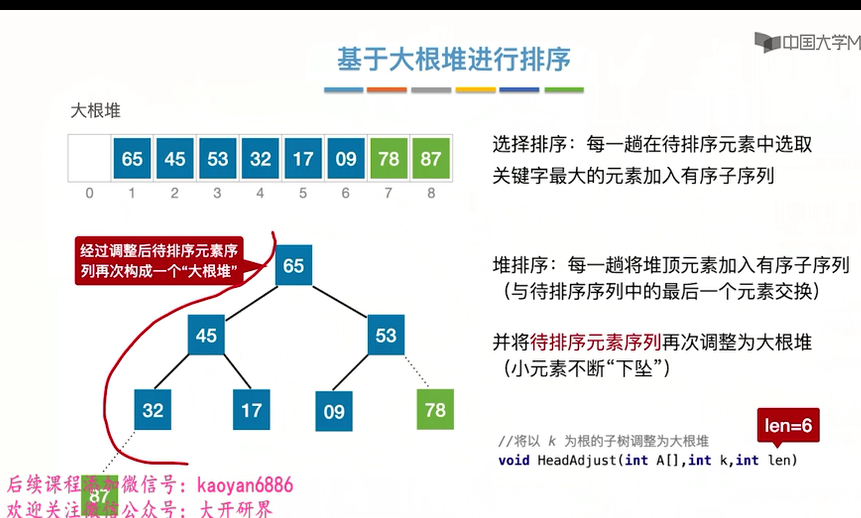 中国大学M
基于大根堆进行排序
大根堆
65 45 53 32 17 09 78 87
0 1 2 3 4 5 6 7 8
选择排序：每一趟在待排序元素中选取
关键字最大的元素加入有序子序列
经过调整后待排序元素序
列再次构成一个“大根堆”
65
45 53
32 17 09 78
87
堆排序：每一趟将堆顶元素加入有序子序列
（与待排序序列中的最后一个元素交换）
并将待排序元素序列再次调整为大根堆
（小元素不断“下坠”）
len=6
//将以 k 为根的子树调整为大根堆
void HeadAdjust(int A[],int k,int len)
后续课程添加微信号：kaoyan6886
欢迎关注微信公众号：大开研界